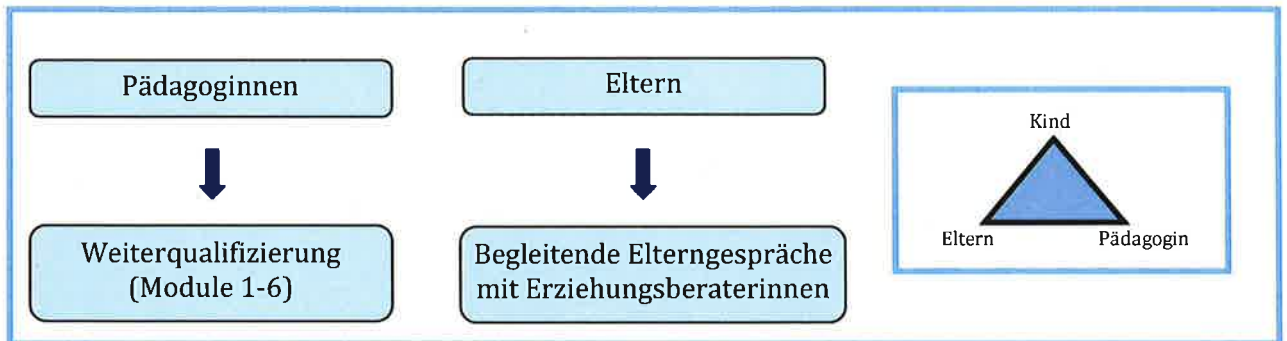 Pädagoginnen
Eltern
Weiterqualifizierung
(Module 1-6)
Begleitende Elterngespräche
mit Erziehungsberaterinnen
Kind
Eltern
Pädagogin